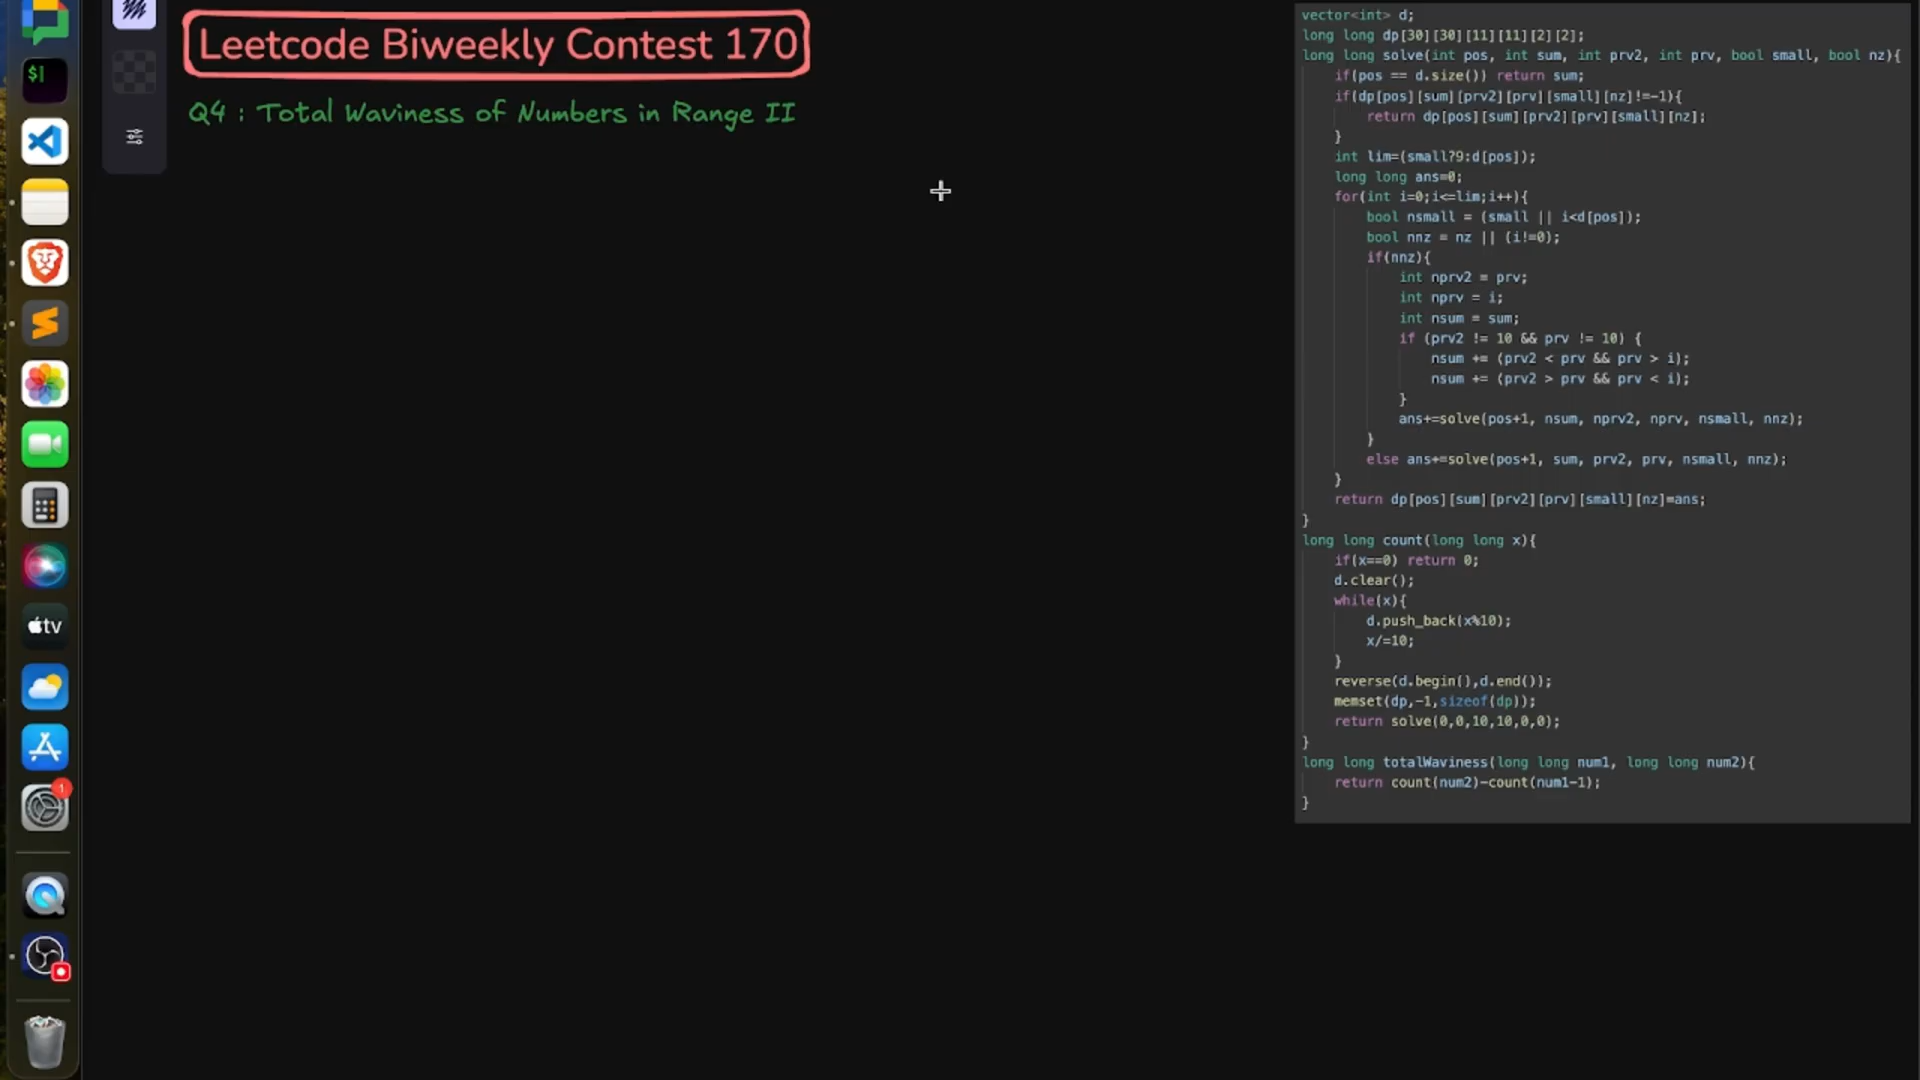 Leetcode Biweekly Contest 170
Q4 : Total Waviness of Numbers in Range II
vector<int> d;
long long dp[30][30][11][11][2][2];
long long solve(int pos, int sum, int prv2, int prv, bool small, bool nz){
    if(pos == d.size()) return sum;
    if(dp[pos][sum][prv2][prv][small][nz]!=-1){
        return dp[pos][sum][prv2][prv][small][nz];
    }
    int lim=(small?9:d[pos]);
    long long ans=0;
    for(int i=0;i<=lim;i++){
        bool nsmall = (small || i<d[pos]);
        bool nnz = nz || (i!=0);
        if(nnz){
            int nprv2 = prv;
            int nprv = i;
            int nsum = sum;
            if (prv2 != 10 && prv != 10) {
                nsum += (prv2 < prv && prv > i);
                nsum += (prv2 > prv && prv < i);
            }
            ans+=solve(pos+1, nsum, nprv2, nprv, nsmall, nnz);
        }
        else ans+=solve(pos+1, sum, prv2, prv, nsmall, nnz);
    }
    return dp[pos][sum][prv2][prv][small][nz]=ans;
}
long long count(long long x){
    if(x==0) return 0;
    d.clear();
    while(x){
        d.push_back(x%10);
        x/=10;
    }
    reverse(d.begin(),d.end());
    memset(dp,-1,sizeof(dp));
    return solve(0,0,10,10,0,0);
}
long long totalWaviness(long long num1, long long num2){
    return count(num2)-count(num1-1);
}
$
tv
1